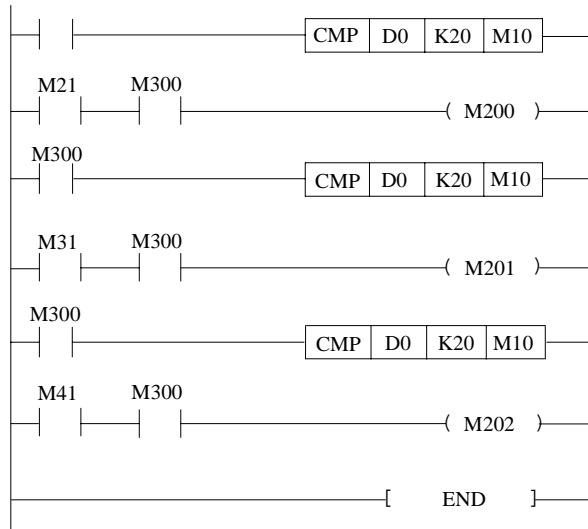 CMP D0 K20 M10
M21 M300
( M200 )
M300
CMP D0 K20 M10
M31 M300
( M201 )
M300
CMP D0 K20 M10
M41 M300
( M202 )
[ END ]